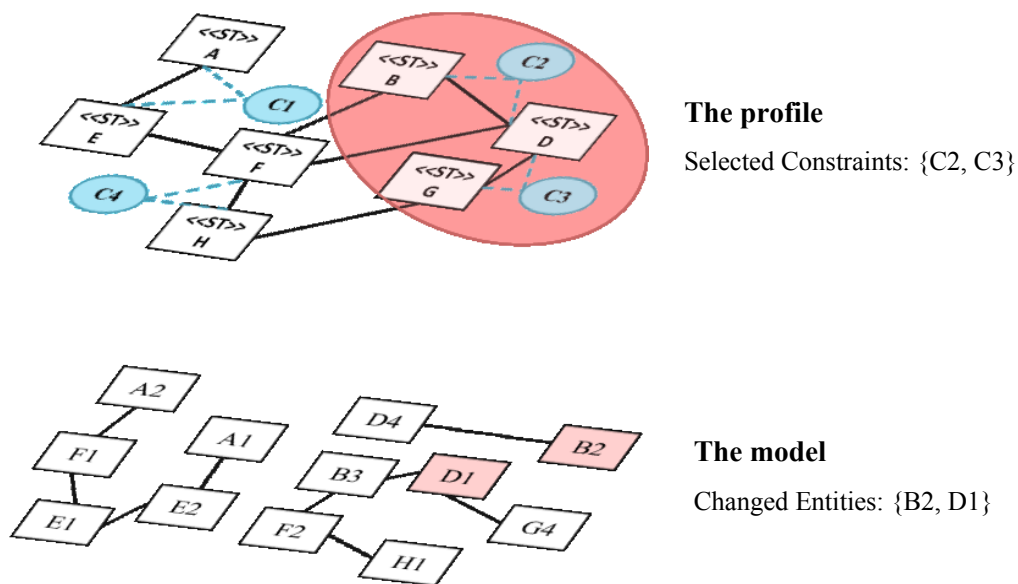 <<ST>>
A
<<ST>>
B
C2
<<ST>>
E
C1
<<ST>>
D
The profile
<<ST>>
F
Selected Constraints: {C2, C3}
<<ST>>
G
C4
C3
<<ST>>
H
A2
D4
A1
B2
F1
The model
B3
D1
E1
E2
Changed Entities: {B2, D1}
F2
G4
H1